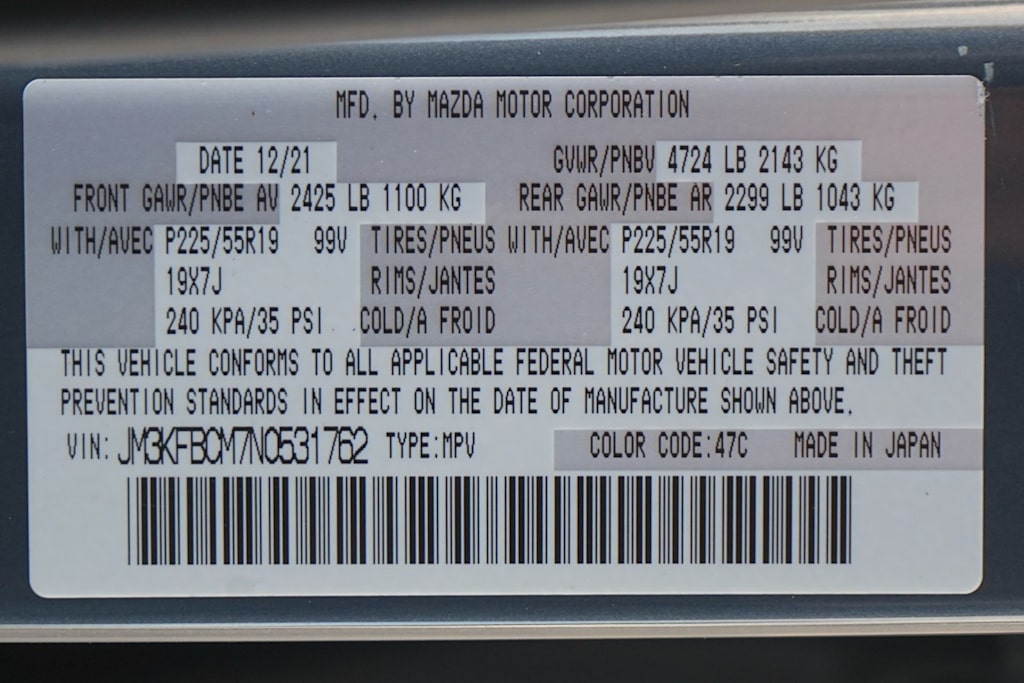 MFD. BY MAZDA MOTOR CORPORATION
DATE 12/21 GVWR/PNBV 4724 LB 2143 KG
FRONT GAWR/PNBE AV 2425 LB 1100 KG REAR GAWR/PNBE AR 2299 LB 1043 KG
WITH/AVEC P225/55R19 99V TIRES/PNEUS WITH/AVEC P225/55R19 99V TIRES/PNEUS
19X7J RIMS/JANTES 19X7J RIMS/JANTES
240 KPA/35 PSI COLD/A FROID 240 KPA/35 PSI COLD/A FROID
THIS VEHICLE CONFORMS TO ALL APPLICABLE FEDERAL MOTOR VEHICLE SAFETY AND THEFT
PREVENTION STANDARDS IN EFFECT ON THE DATE OF MANUFACTURE SHOWN ABOVE.
VIN: JM3KFBCM7N0531762 TYPE:MPV COLOR CODE:47C MADE IN JAPAN